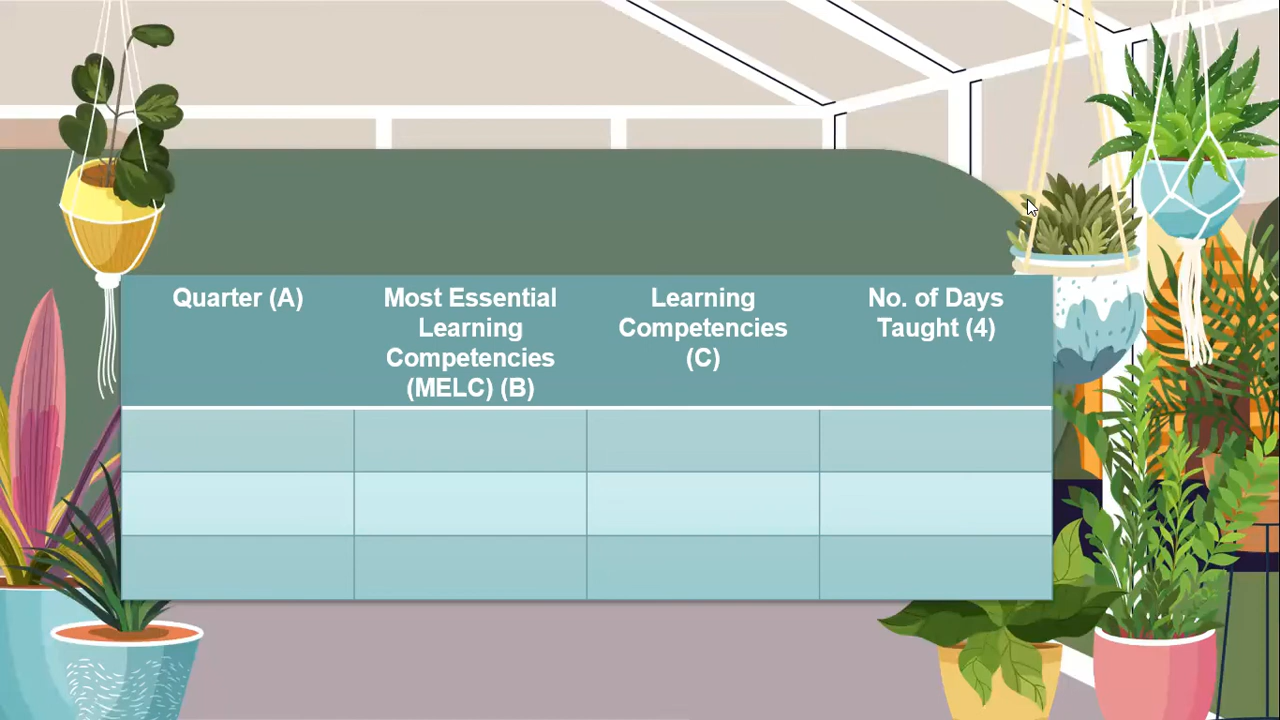 Quarter (A)
Most Essential
Learning
Competencies
(MELC) (B)
Learning
Competencies
(C)
No. of Days
Taught (4)